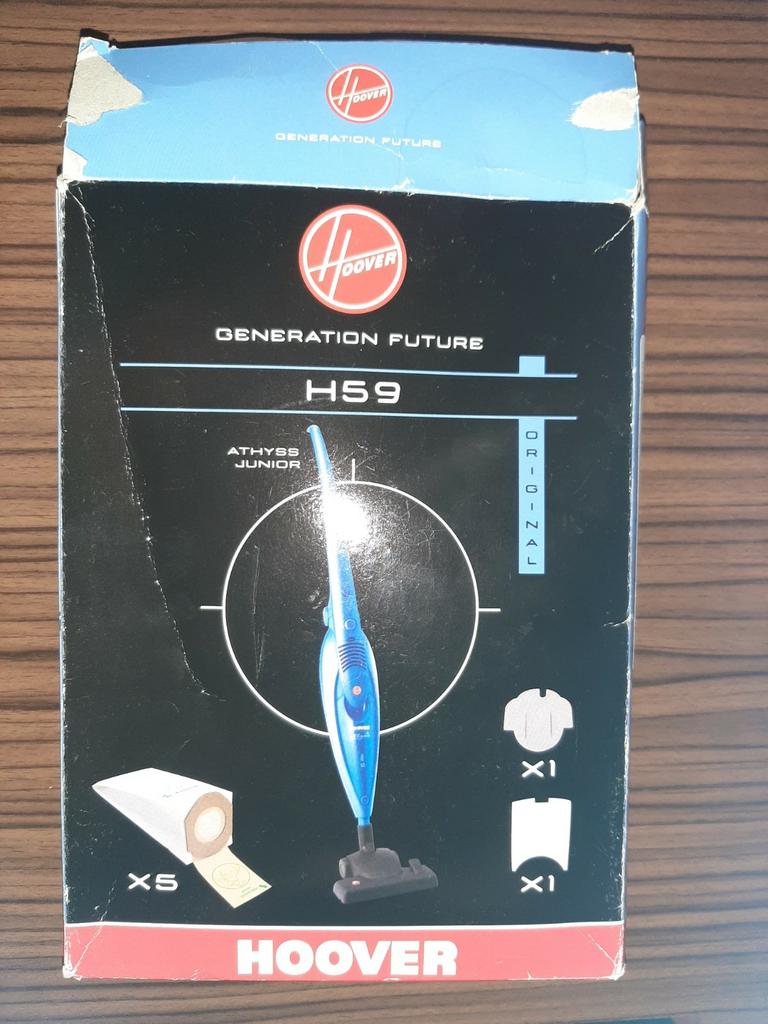 HOOVER
GENERATION FUTURE
HOOVER
GENERATION FUTURE
H59
ATHYSS
JUNIOR
ORIGINAL
X1
X5
X1
HOOVER